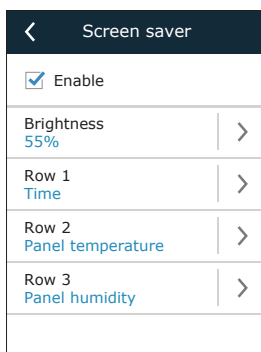 Screen saver
Enable
Brightness
55%
Row 1
Time
Row 2
Panel temperature
Row 3
Panel humidity